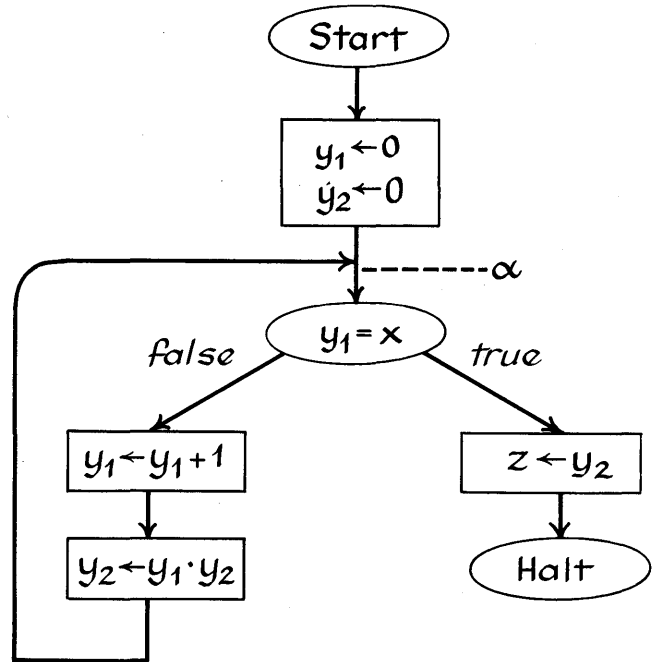 Start
y₁←0
y₂←0
α
y₁=x
false
true
y₁←y₁+1
z←y₂
y₂←y₁·y₂
Halt